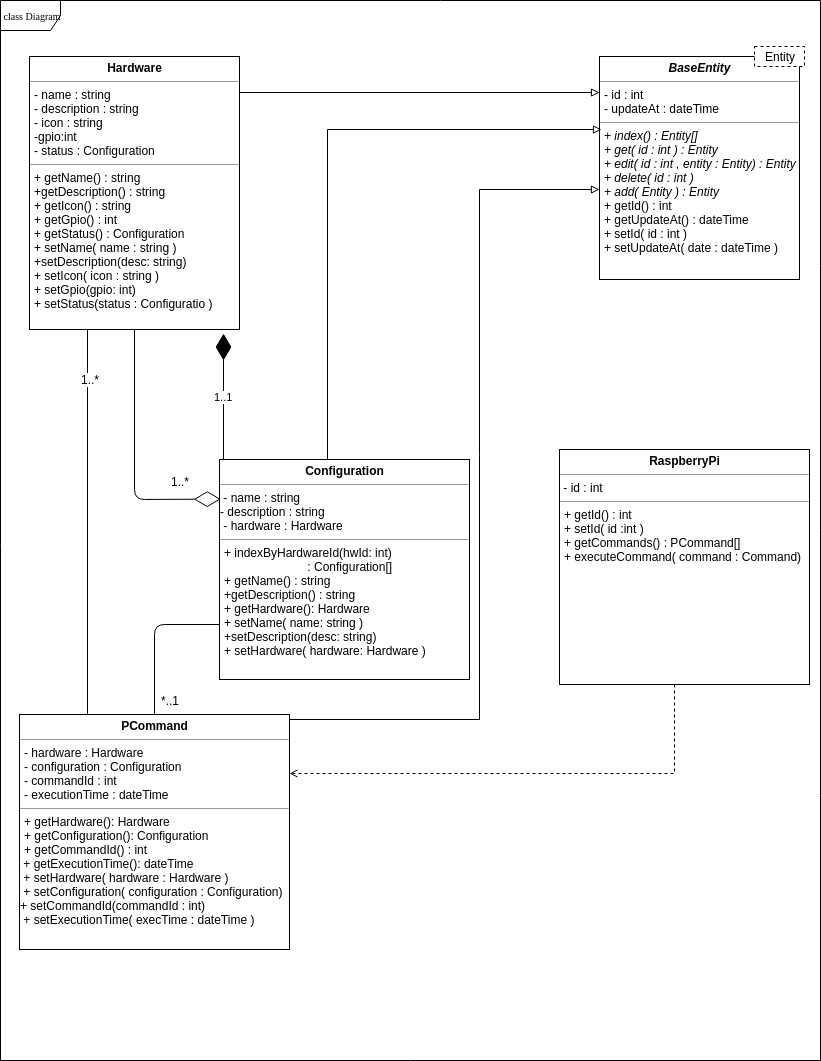 class Diagram
Hardware
- name : string
- description : string
- icon : string
-gpio:int
- status : Configuration
+ getName() : string
+getDescription() : string
+ getIcon() : string
+ getGpio() : int
+ getStatus() : Configuration
+ setName( name : string )
+setDescription(desc: string)
+ setIcon( icon : string )
+ setGpio(gpio: int)
+ setStatus(status : Configuratio )
Entity
BaseEntity
- id : int
- updateAt : dateTime
+ index() : Entity[]
+ get( id : int ) : Entity
+ edit( id : int , entity : Entity) : Entity
+ delete( id : int )
+ add( Entity ) : Entity
+ getId() : int
+ getUpdateAt() : dateTime
+ setId( id : int )
+ setUpdateAt( date : dateTime )
1..*
1..1
1..*
Configuration
- name : string
- description : string
- hardware : Hardware
+ indexByHardwareId(hwId: int)
: Configuration[]
+ getName() : string
+getDescription() : string
+ getHardware(): Hardware
+ setName( name: string )
+setDescription(desc: string)
+ setHardware( hardware: Hardware )
RaspberryPi
- id : int
+ getId() : int
+ setId( id :int )
+ getCommands() : PCommand[]
+ executeCommand( command : Command)
*..1
PCommand
- hardware : Hardware
- configuration : Configuration
- commandId : int
- executionTime : dateTime
+ getHardware(): Hardware
+ getConfiguration(): Configuration
+ getCommandId() : int
+ getExecutionTime(): dateTime
+ setHardware( hardware : Hardware )
+ setConfiguration( configuration : Configuration)
+ setCommandId(commandId : int)
+ setExecutionTime( execTime : dateTime )